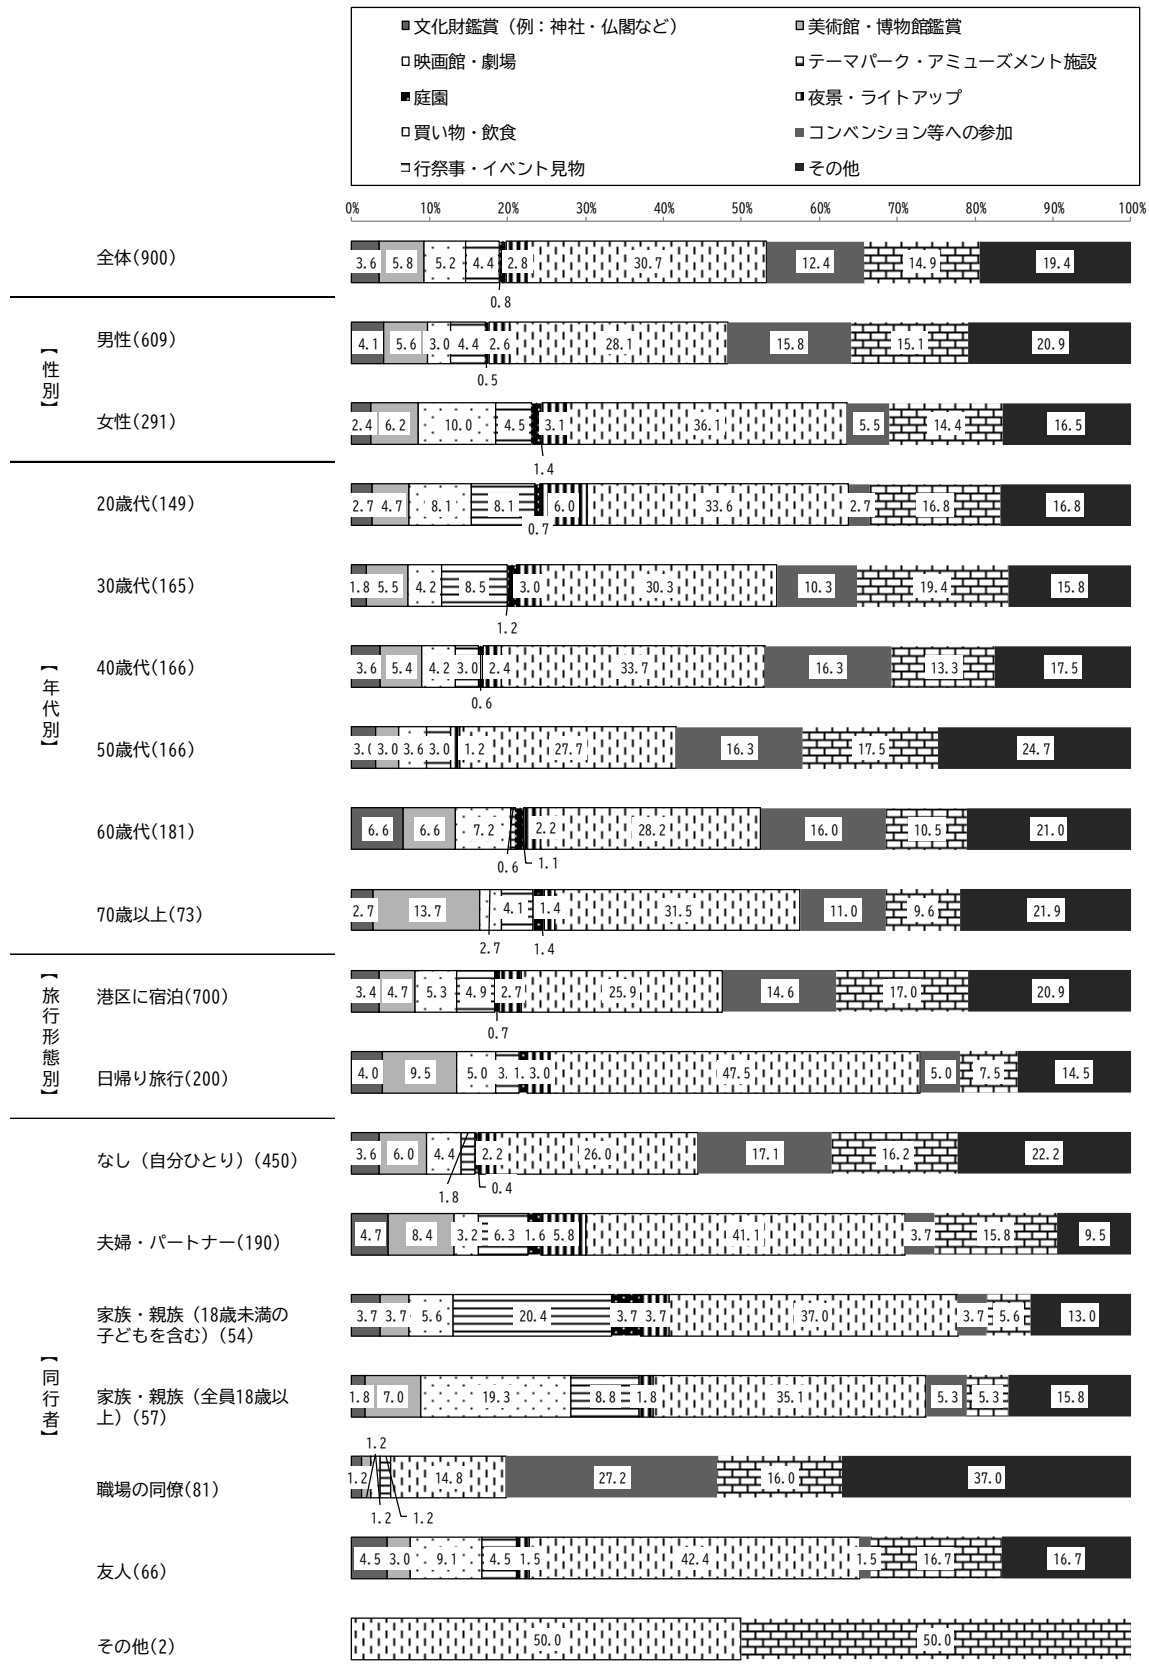 文化財鑑賞（例：神社・仏閣など） 美術館・博物館鑑賞
映画館・劇場 テーマパーク・アミューズメント施設
庭園 夜景・ライトアップ
買い物・飲食 コンベンション等への参加
行祭事・イベント見物 その他
0% 10% 20% 30% 40% 50% 60% 70% 80% 90% 100%
全体(900) 3.6 5.8 5.2 4.4 2.8 30.7 12.4 14.9 19.4
0.8
【性別】
男性(609) 4.1 5.6 3.0 4.4 2.6 28.1 15.8 15.1 20.9
0.5
女性(291) 2.4 6.2 10.0 4.5 3.1 36.1 5.5 14.4 16.5
1.4
【年代別】
20歳代(149) 2.7 4.7 8.1 8.1 6.0 33.6 2.7 16.8 16.8
0.7
30歳代(165) 1.8 5.5 4.2 8.5 3.0 30.3 10.3 19.4 15.8
1.2
40歳代(166) 3.6 5.4 4.2 3.0 2.4 33.7 16.3 13.3 17.5
0.6
50歳代(166) 3.0 3.0 3.6 3.0 1.2 27.7 16.3 17.5 24.7
60歳代(181) 6.6 6.6 7.2 2.2 28.2 16.0 10.5 21.0
0.6 1.1
70歳以上(73) 2.7 13.7 4.1 1.4 31.5 11.0 9.6 21.9
2.7 1.4
【旅行形態別】
港区に宿泊(700) 3.4 4.7 5.3 4.9 2.7 25.9 14.6 17.0 20.9
0.7
日帰り旅行(200) 4.0 9.5 5.0 3. 1. 3.0 47.5 5.0 7.5 14.5
【同行者】
なし（自分ひとり）(450) 3.6 6.0 4.4 2.2 26.0 17.1 16.2 22.2
1.8 0.4
夫婦・パートナー(190) 4.7 8.4 3.2 6.3 1.6 5.8 41.1 3.7 15.8 9.5
家族・親族（18歳未満の
子どもを含む）(54) 3.7 3.7 5.6 20.4 3.7 3.7 37.0 3.7 5.6 13.0
家族・親族（全員18歳以
上）(57) 1.8 7.0 19.3 8.8 1.8 35.1 5.3 5.3 15.8
1.2
職場の同僚(81) 1.2 14.8 27.2 16.0 37.0
1.2 1.2
友人(66) 4.5 3.0 9.1 4.5 1.5 42.4 1.5 16.7 16.7
その他(2) 50.0 50.0